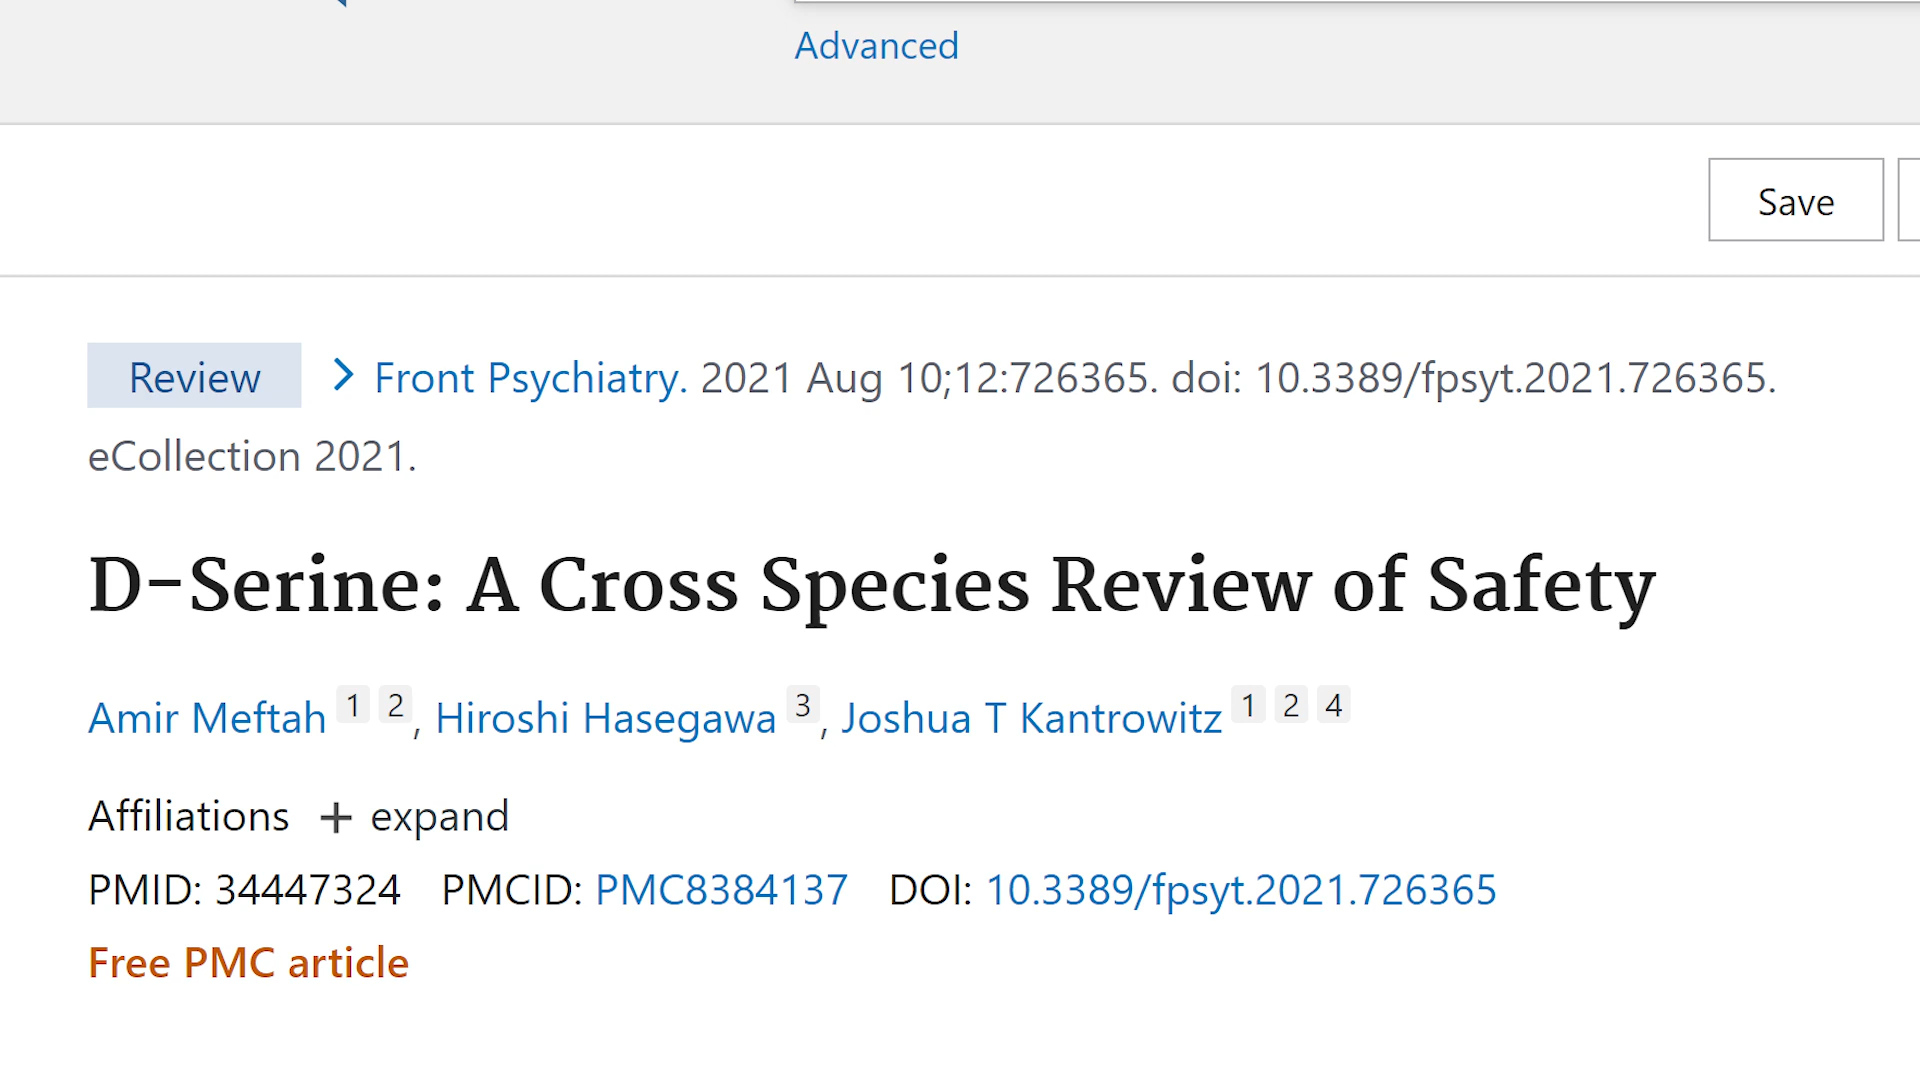 Advanced
Save
Review > Front Psychiatry. 2021 Aug 10;12:726365. doi: 10.3389/fpsyt.2021.726365.
eCollection 2021.
D-Serine: A Cross Species Review of Safety
Amir Meftah 1 2, Hiroshi Hasegawa 3, Joshua T Kantrowitz 1 2 4
Affiliations + expand
PMID: 34447324 PMCID: PMC8384137 DOI: 10.3389/fpsyt.2021.726365
Free PMC article